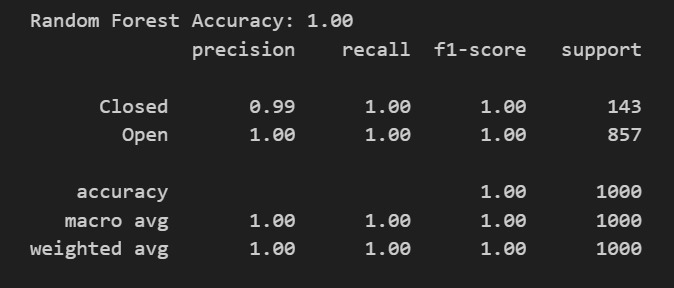 Random Forest Accuracy: 1.00
precision recall f1-score support
Closed 0.99 1.00 1.00 143
Open 1.00 1.00 1.00 857
accuracy 1.00 1000
macro avg 1.00 1.00 1.00 1000
weighted avg 1.00 1.00 1.00 1000